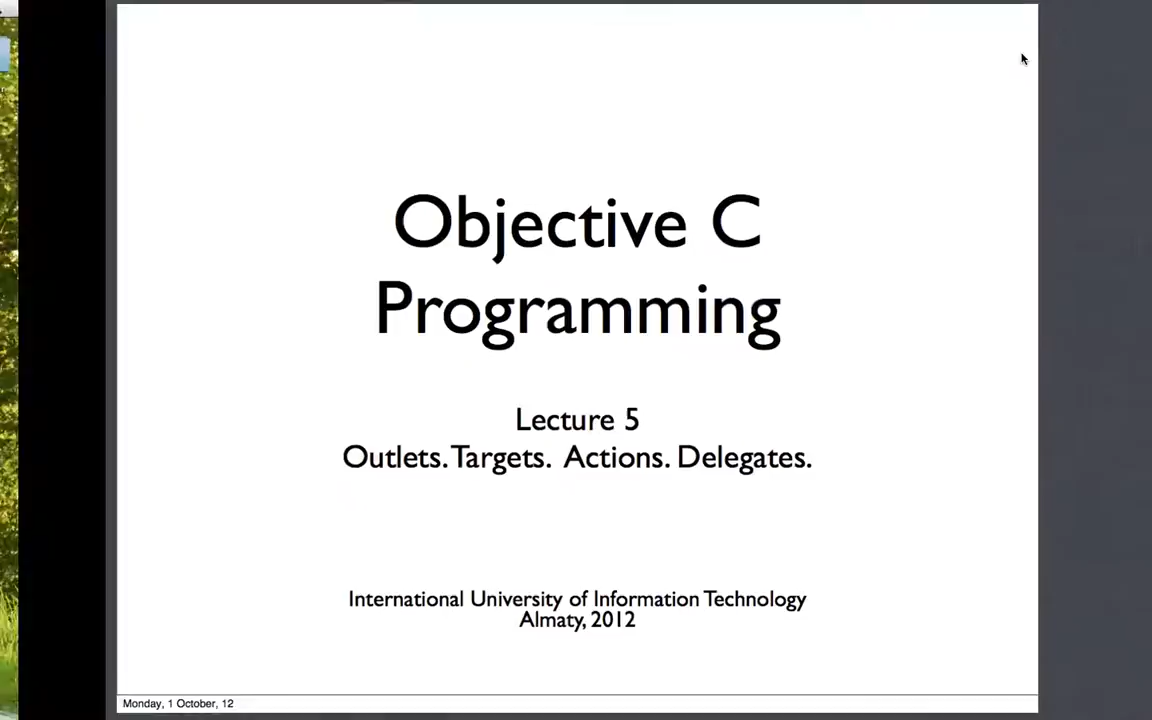 Objective C
Programming
Lecture 5
Outlets. Targets. Actions. Delegates.
International University of Information Technology
Almaty, 2012
Monday, 1 October, 12